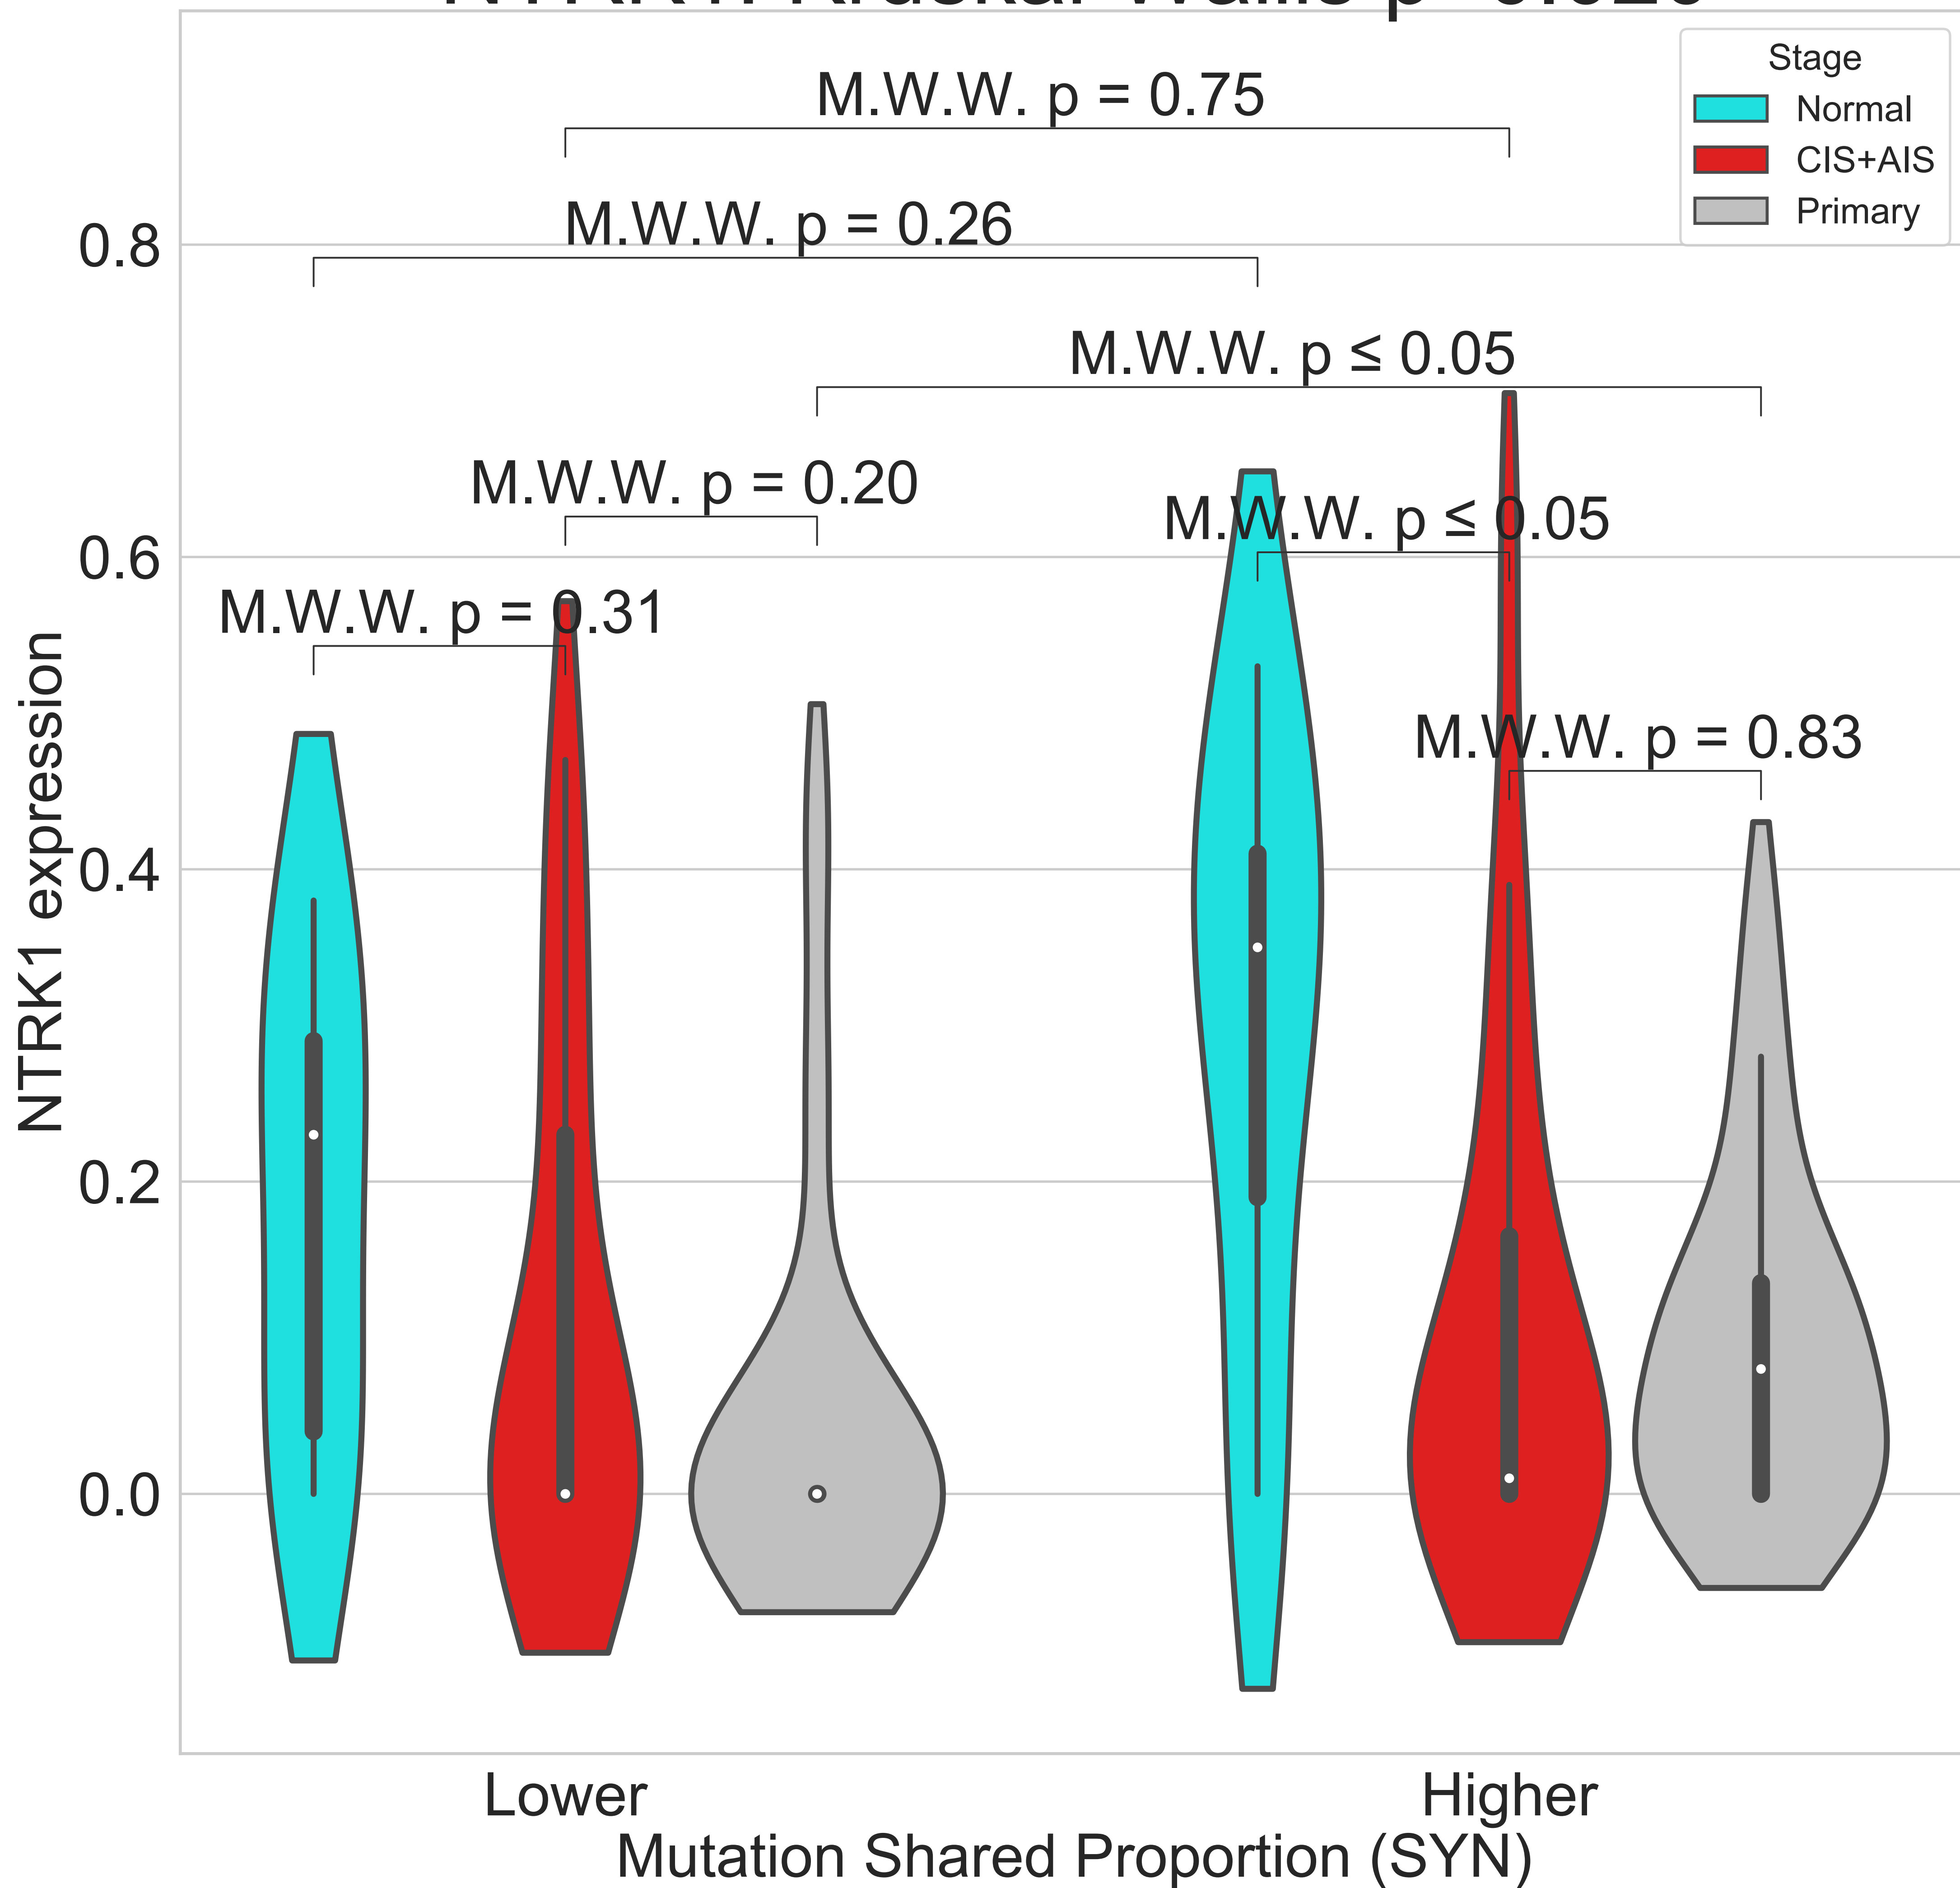 Stage
Normal
CIS+AIS
Primary
M.W.W. p = 0.75
M.W.W. p = 0.26
M.W.W. p ≤ 0.05
M.W.W. p = 0.20
M.W.W. p ≤ 0.05
M.W.W. p = 0.31
M.W.W. p = 0.83
NTRK1 expression
0.8
0.6
0.4
0.2
0.0
Lower
Higher
Mutation Shared Proportion (SYN)